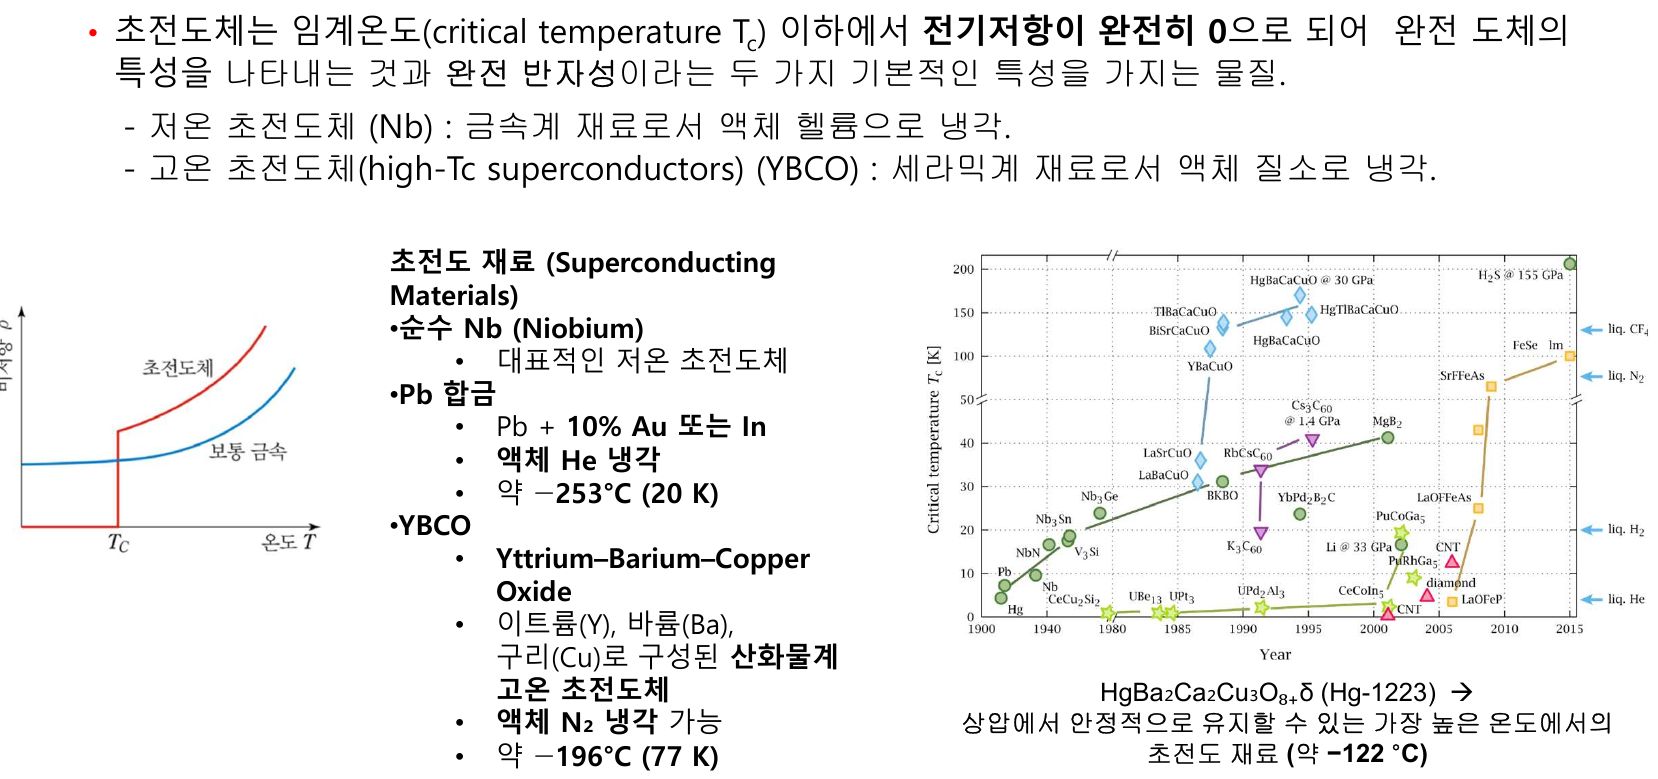 • 초전도체는 임계온도(critical temperature Tc) 이하에서 전기저항이 완전히 0으로 되어 완전 도체의
특성을 나타내는 것과 완전 반자성이라는 두 가지 기본적인 특성을 가지는 물질.
- 저온 초전도체 (Nb) : 금속계 재료로서 액체 헬륨으로 냉각.
- 고온 초전도체(high-Tc superconductors) (YBCO) : 세라믹계 재료로서 액체 질소로 냉각.
비저항 ρ
초전도체
보통 금속
TC
온도 T
초전도 재료 (Superconducting
Materials)
•순수 Nb (Niobium)
• 대표적인 저온 초전도체
•Pb 합금
• Pb + 10% Au 또는 In
• 액체 He 냉각
• 약 −253°C (20 K)
•YBCO
• Yttrium–Barium–Copper
Oxide
• 이트륨(Y), 바륨(Ba),
구리(Cu)로 구성된 산화물계
고온 초전도체
• 액체 N₂ 냉각 가능
• 약 −196°C (77 K)
Critical temperature Tc [K]
200
150
100
50
40
30
20
10
0
H2S @ 155 GPa
HgBaCaCuO @ 30 GPa
TlBaCaCuO
HgTlBaCaCuO
BiSrCaCuO
HgBaCaCuO
YBaCuO
FeSe lm
SrFFeAs
Cs3C60
@ 1.4 GPa
MgB2
LaSrCuO
RbCsC60
LaBaCuO
BKBO
YbPd2B2C
LaOFFeAs
Nb3Ge
Nb3Sn
PuCoGa5
NbN
V3Si
K3C60
Li @ 33 GPa
CNT
PuRhGa5
Pb
Nb
diamond
Hg
CeCu2Si2
UBe13
UPt3
UPd2Al3
CeCoIn5
CNT
LaOFeP
liq. CF4
liq. N2
liq. H2
liq. He
1900 1940 1980 1985 1990 1995 2000 2005 2010 2015
Year
HgBa₂Ca₂Cu₃O₈₊δ (Hg-1223) →
상압에서 안정적으로 유지할 수 있는 가장 높은 온도에서의
초전도 재료 (약 −122 °C)